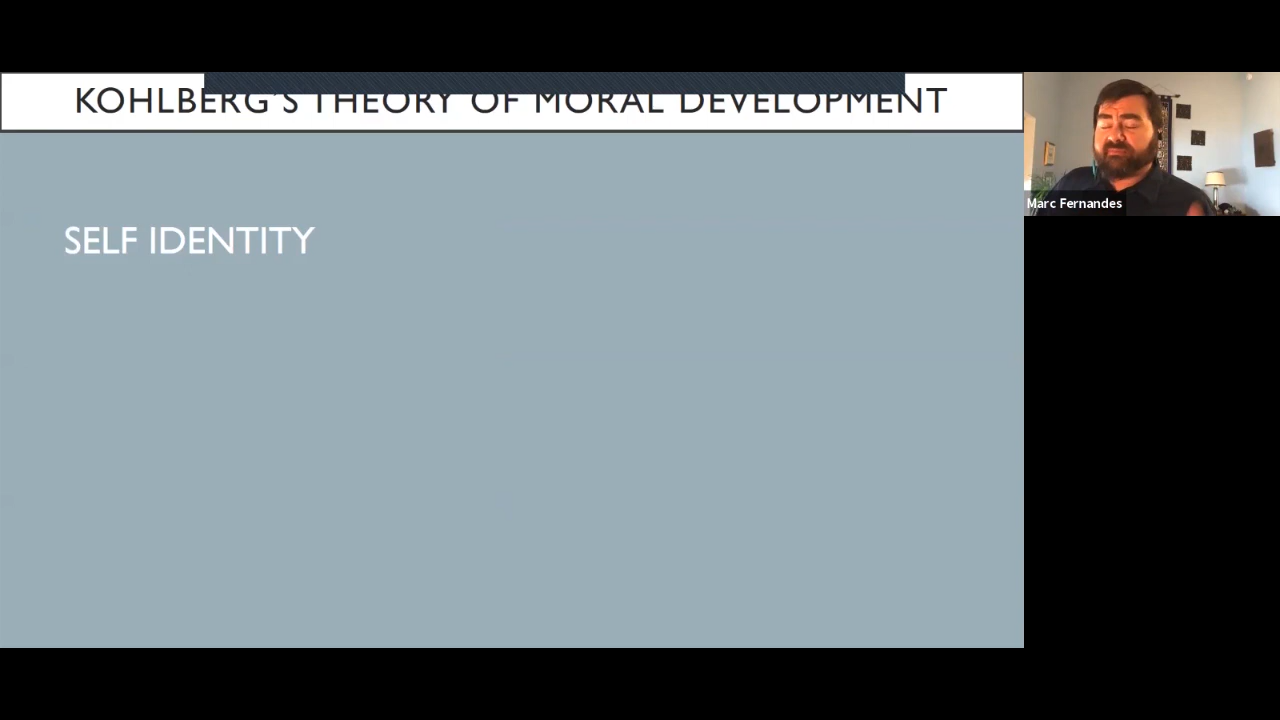 KOHLBERG'S THEORY OF MORAL DEVELOPMENT
SELF IDENTITY
Marc Fernandes